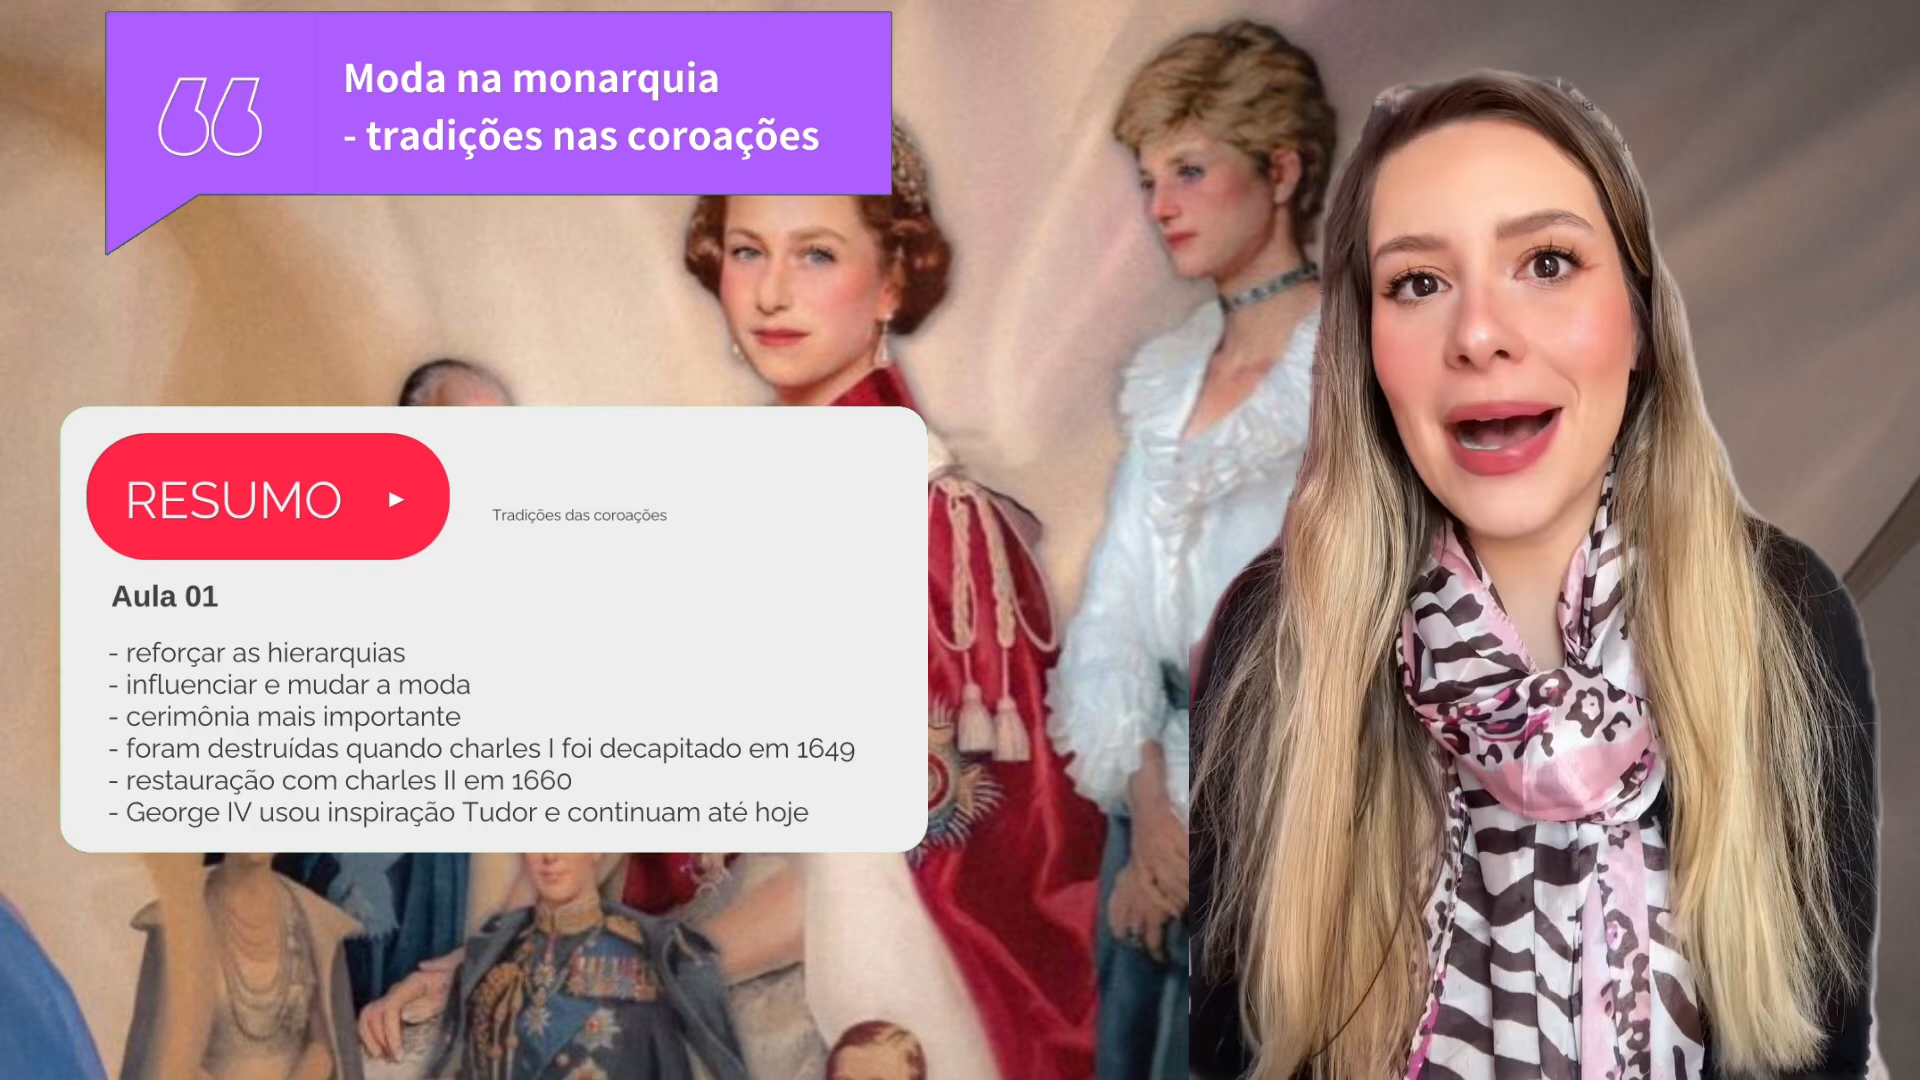 Moda na monarquia
- tradições nas coroações
RESUMO
Tradições das coroações
Aula 01
- reforçar as hierarquias
- influenciar e mudar a moda
- cerimônia mais importante
- foram destruídas quando charles I foi decapitado em 1649
- restauração com charles II em 1660
- George IV usou inspiração Tudor e continuam até hoje